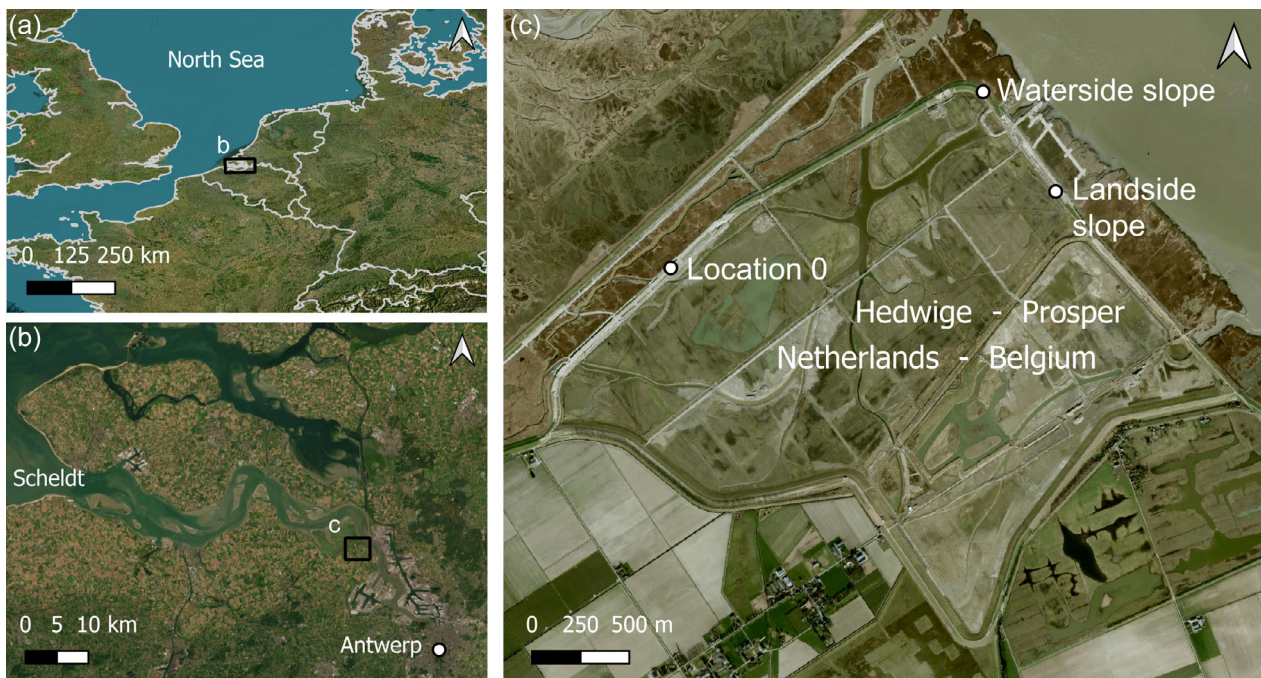 (a)
North Sea
b
0 125 250 km
(b)
Scheldt
c
0 5 10 km
Antwerp
(c)
Waterside slope
Landside
slope
Location 0
Hedwige - Prosper
Netherlands - Belgium
0 250 500 m